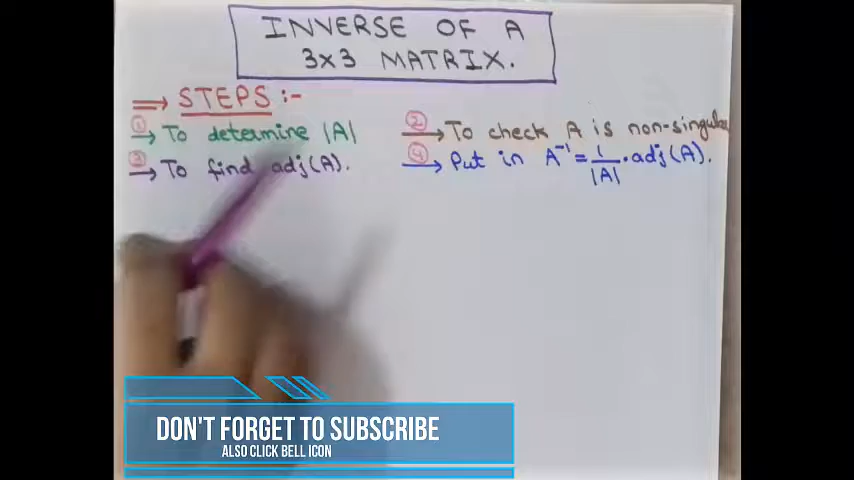 INVERSE OF A
3x3 MATRIX.
⇒ STEPS :-
① → To determine |A|
② → To check A is non-singular
③ → To find adj(A).
④ → Put in A⁻¹ = 1/|A| · adj(A).
DON'T FORGET TO SUBSCRIBE
ALSO CLICK BELL ICON